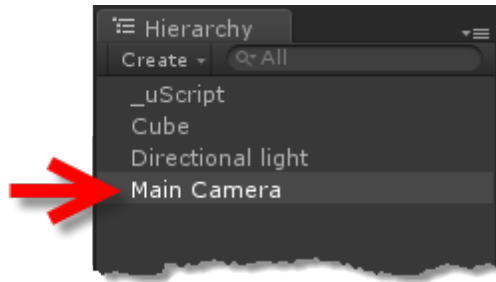 Hierarchy
Create All
_uScript
Cube
Directional light
Main Camera